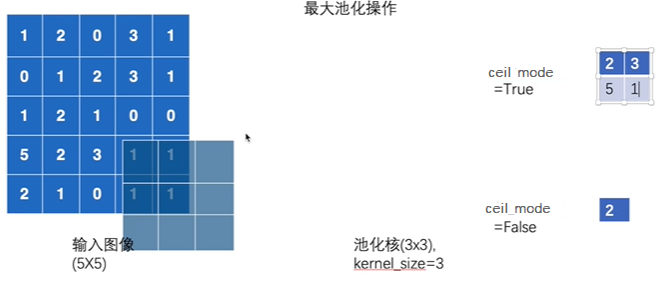 最大池化操作
1 2 0 3 1
0 1 2 3 1
1 2 1 0 0
5 2 3 1 1
2 1 0 1 1
输入图像
(5X5)
池化核(3x3),
kernel_size=3
ceil_mode
=True
2 3
5 1
ceil_mode
=False
2